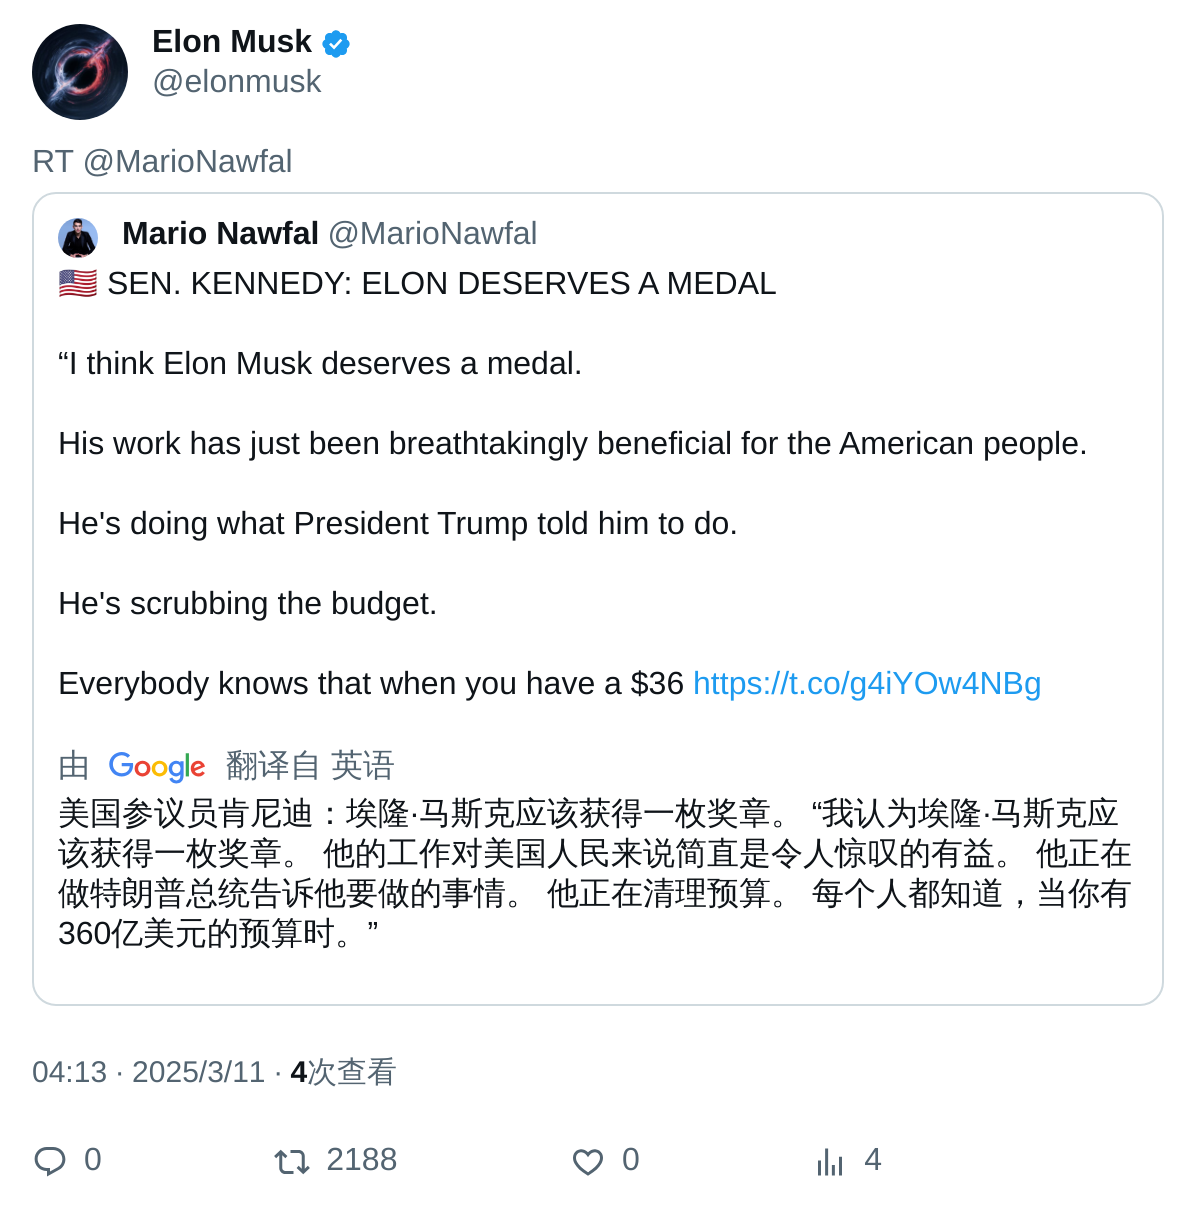 Elon Musk
@elonmusk
RT @MarioNawfal
Mario Nawfal @MarioNawfal
🇺🇸 SEN. KENNEDY: ELON DESERVES A MEDAL
“I think Elon Musk deserves a medal.
His work has just been breathtakingly beneficial for the American people.
He's doing what President Trump told him to do.
He's scrubbing the budget.
Everybody knows that when you have a $36 https://t.co/g4iYOw4NBg
由 Google 翻译自 英语
美国参议员肯尼迪：埃隆·马斯克应该获得一枚奖章。 “我认为埃隆·马斯克应
该获得一枚奖章。 他的工作对美国人民来说简直是令人惊叹的有益。 他正在
做特朗普总统告诉他要做的事情。 他正在清理预算。 每个人都知道，当你有
360亿美元的预算时。”
04:13 · 2025/3/11 · 4次查看
0 2188 0 4